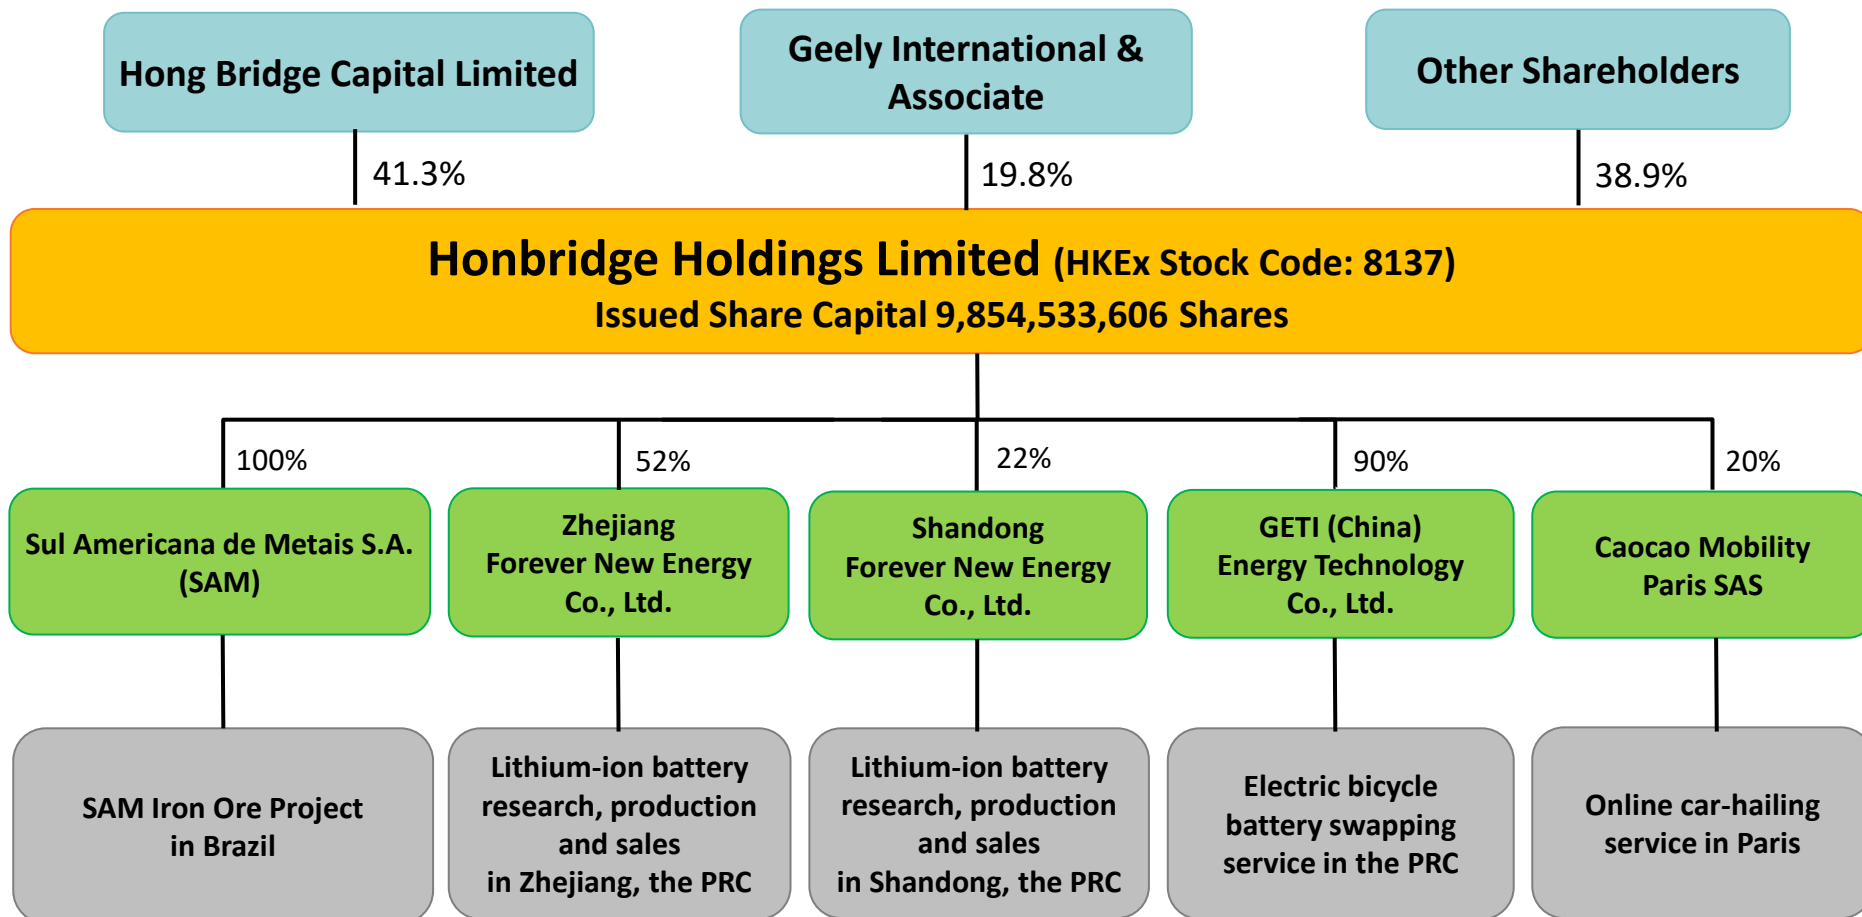 Hong Bridge Capital Limited
Geely International &
Associate
Other Shareholders
41.3%
19.8%
38.9%
Honbridge Holdings Limited (HKEx Stock Code: 8137)
Issued Share Capital 9,854,533,606 Shares
100%
52%
22%
90%
20%
Sul Americana de Metais S.A.
(SAM)
Zhejiang
Forever New Energy
Co., Ltd.
Shandong
Forever New Energy
Co., Ltd.
GETI (China)
Energy Technology
Co., Ltd.
Caocao Mobility
Paris SAS
SAM Iron Ore Project
in Brazil
Lithium-ion battery
research, production
and sales
in Zhejiang, the PRC
Lithium-ion battery
research, production
and sales
in Shandong, the PRC
Electric bicycle
battery swapping
service in the PRC
Online car-hailing
service in Paris